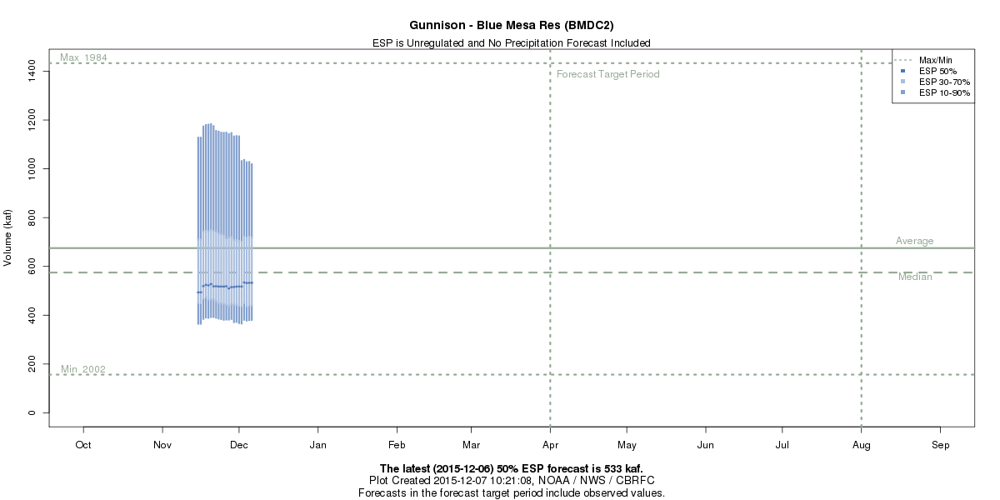 Gunnison - Blue Mesa Res (BMDC2)
ESP is Unregulated and No Precipitation Forecast Included
Max 1984
Forecast Target Period
Max/Min
ESP 50%
ESP 30-70%
ESP 10-90%
Average
Median
Min 2002
Volume (kaf)
1400
1200
1000
800
600
400
200
0
Oct Nov Dec Jan Feb Mar Apr May Jun Jul Aug Sep
The latest (2015-12-06) 50% ESP forecast is 533 kaf.
Plot Created 2015-12-07 10:21:08, NOAA / NWS / CBRFC
Forecasts in the forecast target period include observed values.